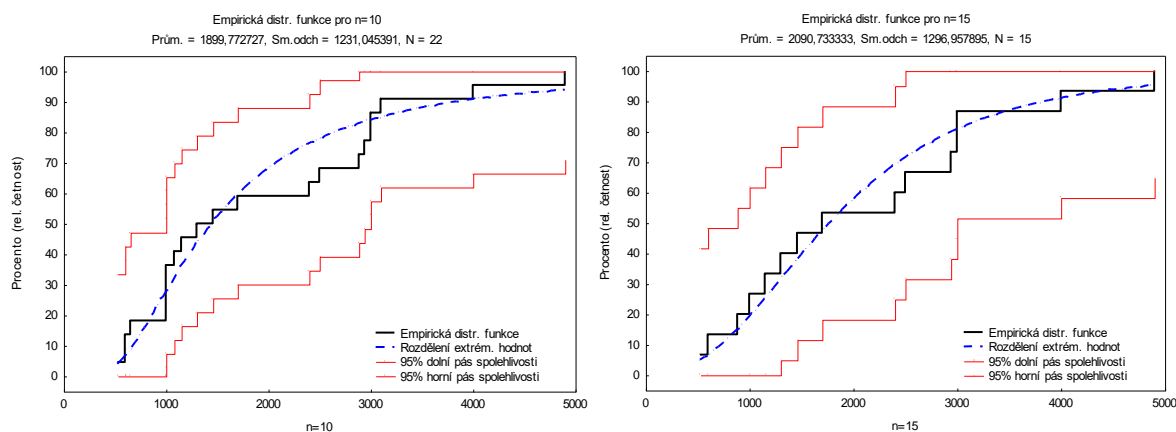 Empirická distr. funkce pro n=10
Prům. = 1899,772727, Sm.odch = 1231,045391, N = 22
100
90
80
70
60
50
40
30
20
10
0
Procento (rel. četnost)
Empirická distr. funkce
Rozdělení extrém. hodnot
95% dolní pás spolehlivosti
95% horní pás spolehlivosti
0 1000 2000 3000 4000 5000
n=10
Empirická distr. funkce pro n=15
Prům. = 2090,733333, Sm.odch = 1296,957895, N = 15
100
90
80
70
60
50
40
30
20
10
0
Procento (rel. četnost)
Empirická distr. funkce
Rozdělení extrém. hodnot
95% dolní pás spolehlivosti
95% horní pás spolehlivosti
0 1000 2000 3000 4000 5000
n=15